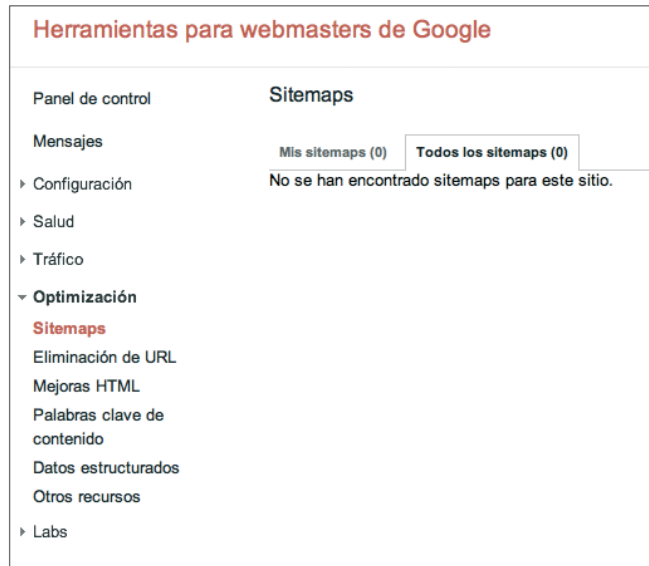 Herramientas para webmasters de Google
Panel de control
Mensajes
Configuración
Salud
Tráfico
Optimización
Sitemaps
Eliminación de URL
Mejoras HTML
Palabras clave de
contenido
Datos estructurados
Otros recursos
Labs
Sitemaps
Mis sitemaps (0)
Todos los sitemaps (0)
No se han encontrado sitemaps para este sitio.